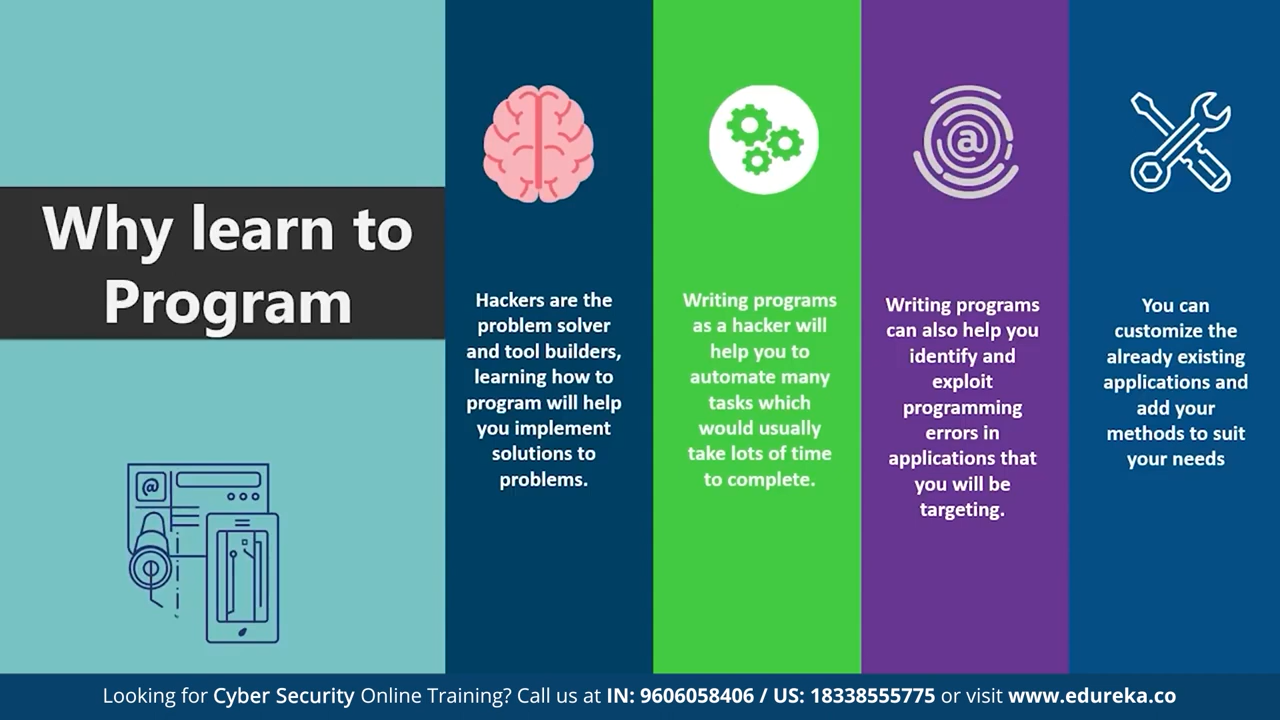 Why learn to
Program
Hackers are the
problem solver
and tool builders,
learning how to
program will help
you implement
solutions to
problems.
Writing programs
as a hacker will
help you to
automate many
tasks which
would usually
take lots of time
to complete.
Writing programs
can also help you
identify and
exploit
programming
errors in
applications that
you will be
targeting.
You can
customize the
already existing
applications and
add your
methods to suit
your needs
@
@
Looking for Cyber Security Online Training? Call us at IN: 9606058406 / US: 18338555775 or visit www.edureka.co